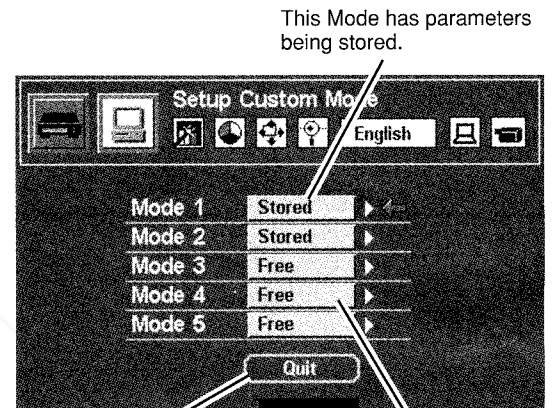 This Mode has parameters
being stored.
Setup Custom Mode
English
Mode 1 Stored
Mode 2 Stored
Mode 3 Free
Mode 4 Free
Mode 5 Free
Quit